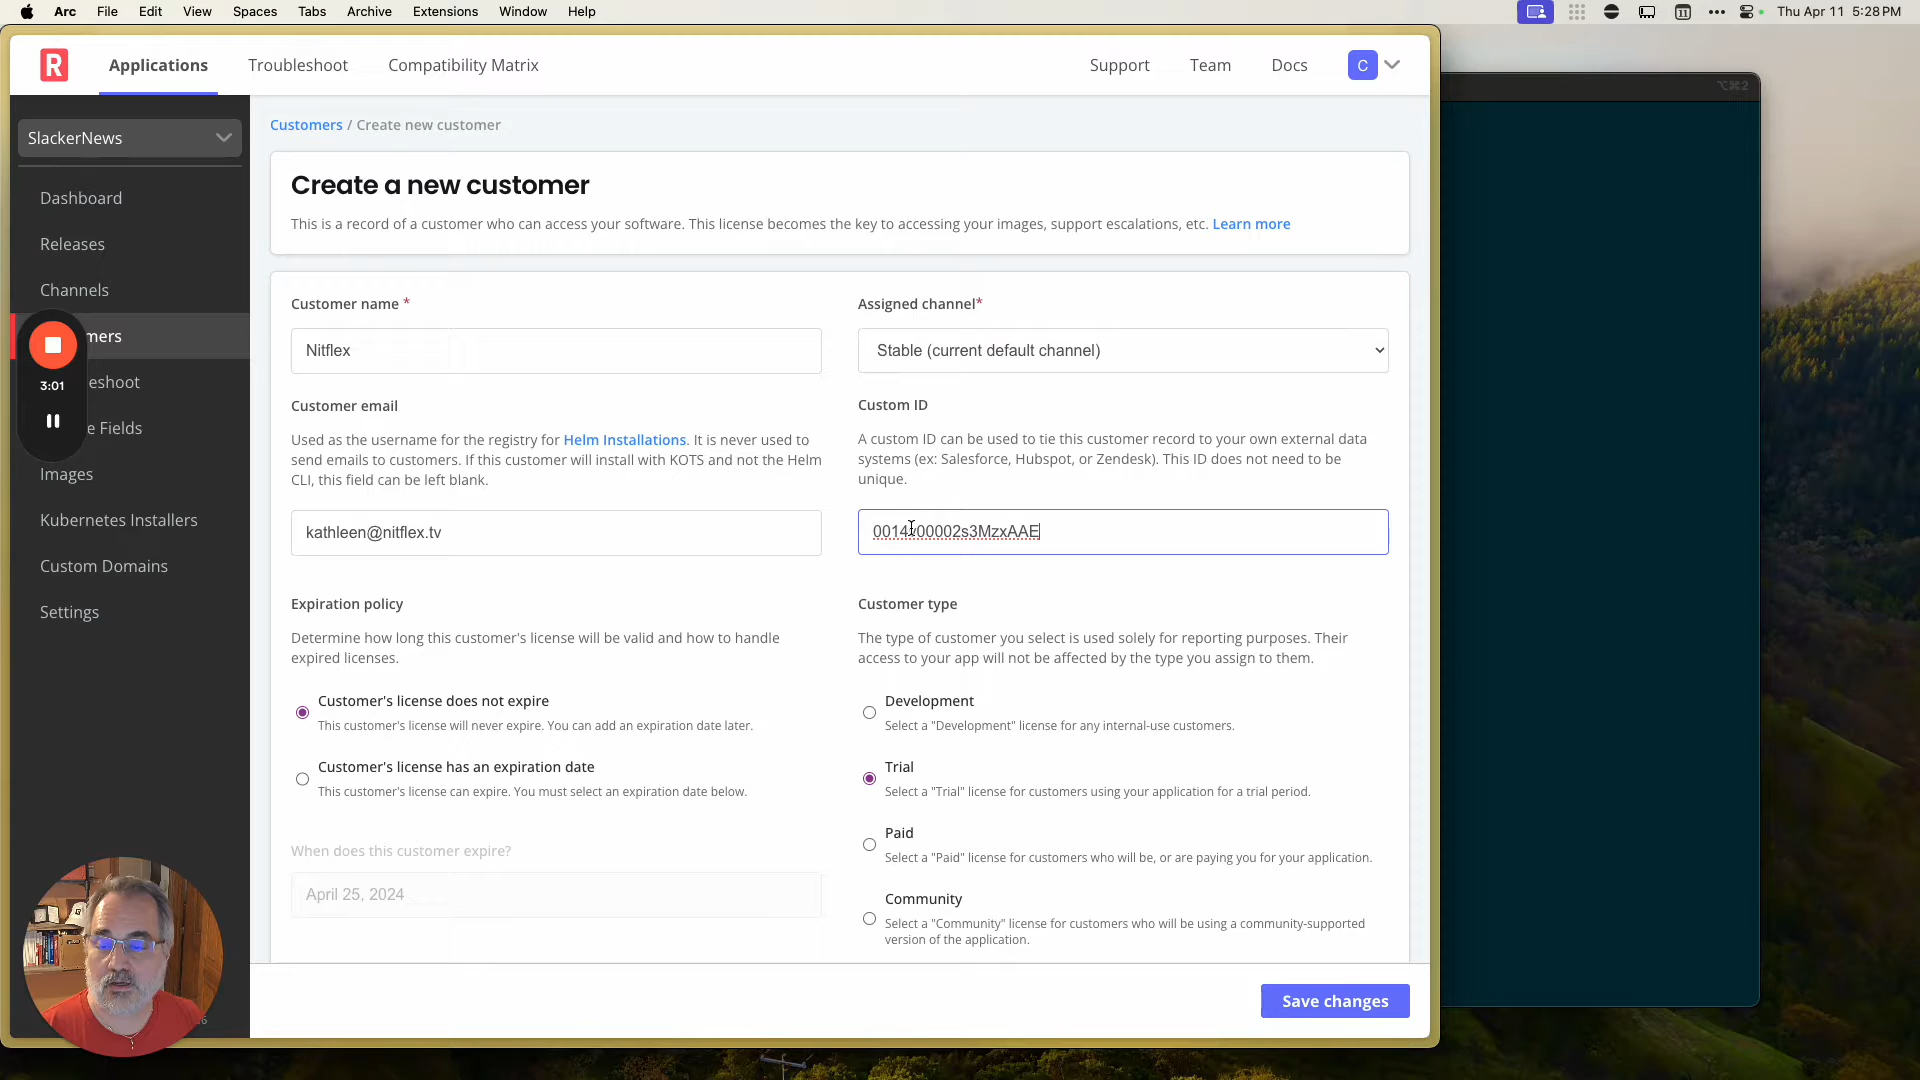 Arc File Edit View Spaces Tabs Archive Extensions Window Help
11 Thu Apr 11 5:28 PM
R Applications Troubleshoot Compatibility Matrix Support Team Docs C
⌥⌘2
SlackerNews
Customers / Create new customer
Dashboard
Releases
Channels
mers
eshoot
e Fields
Images
Kubernetes Installers
Custom Domains
Settings
3:01
Create a new customer
This is a record of a customer who can access your software. This license becomes the key to accessing your images, support escalations, etc. Learn more
Customer name *
Nitflex
Assigned channel*
Stable (current default channel)
Customer email
Used as the username for the registry for Helm Installations. It is never used to
send emails to customers. If this customer will install with KOTS and not the Helm
CLI, this field can be left blank.
kathleen@nitflex.tv
Custom ID
A custom ID can be used to tie this customer record to your own external data
systems (ex: Salesforce, Hubspot, or Zendesk). This ID does not need to be
unique.
Expiration policy
Determine how long this customer's license will be valid and how to handle
expired licenses.
Customer's license does not expire
This customer's license will never expire. You can add an expiration date later.
Customer's license has an expiration date
This customer's license can expire. You must select an expiration date below.
When does this customer expire?
April 25, 2024
Customer type
The type of customer you select is used solely for reporting purposes. Their
access to your app will not be affected by the type you assign to them.
Development
Select a "Development" license for any internal-use customers.
Trial
Select a "Trial" license for customers using your application for a trial period.
Paid
Select a "Paid" license for customers who will be, or are paying you for your application.
Community
Select a "Community" license for customers who will be using a community-supported
version of the application.
Save changes